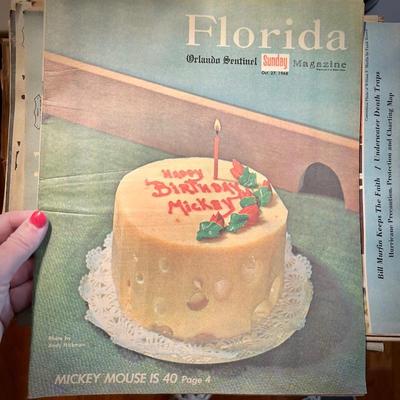 Florida
Orlando Sentinel Sunday Magazine
Oct. 27, 1968
Happy
BIRTHDAY
Mickey
Photo by
Andy Hickman
MICKEY MOUSE IS 40 Page 4
Bill Murfin Keeps The Faith / Underwater Death Traps
Hurricane Precaution, Protection and Charting Map